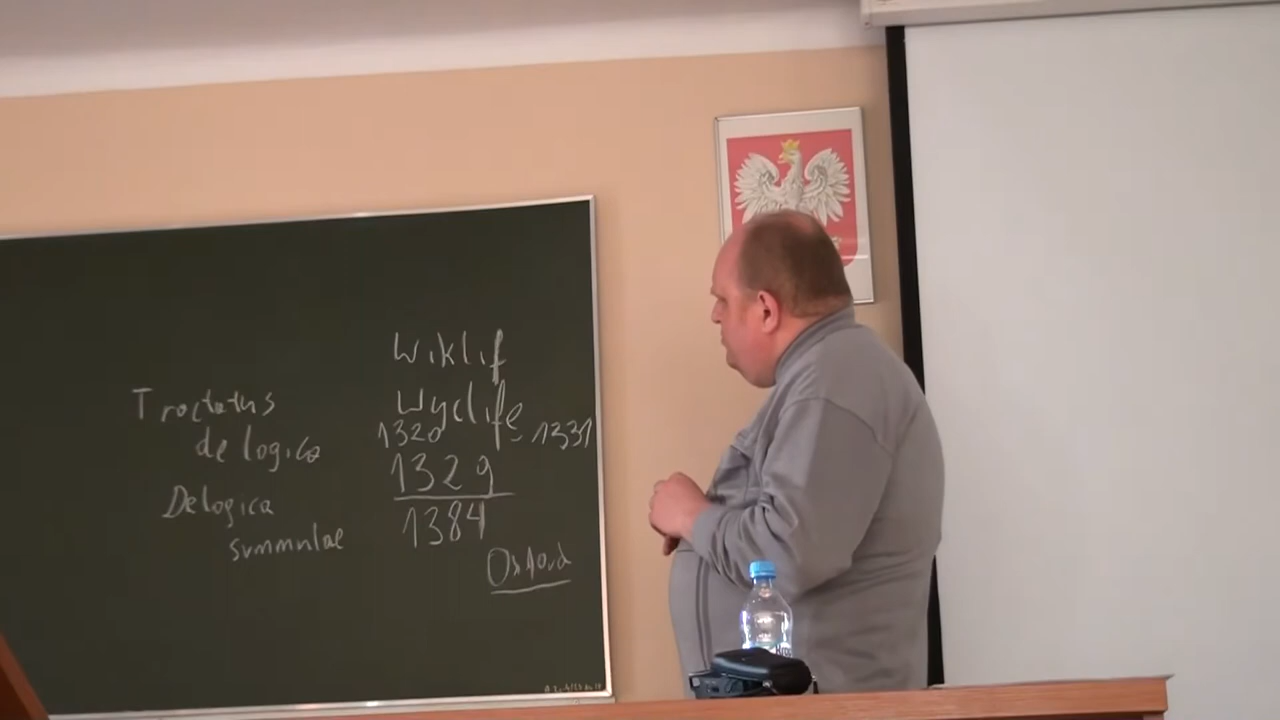 Tractatus
de logica
De logica
summulae
Wiklif
Wyclife
1320 - 1331
1329
1384
Oxford